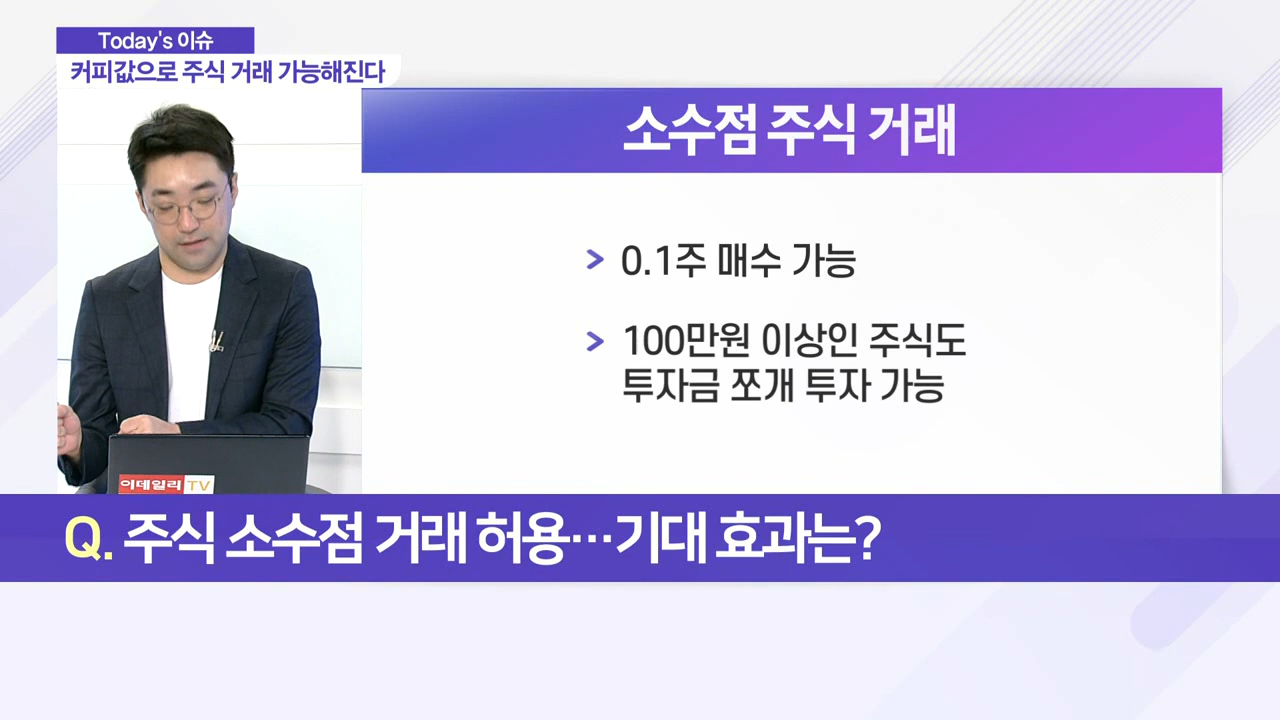 Today's 이슈
커피값으로 주식 거래 가능해진다
소수점 주식 거래
> 0.1주 매수 가능
> 100만원 이상인 주식도
투자금 쪼개 투자 가능
이데일리 TV
Q. 주식 소수점 거래 허용…기대 효과는?